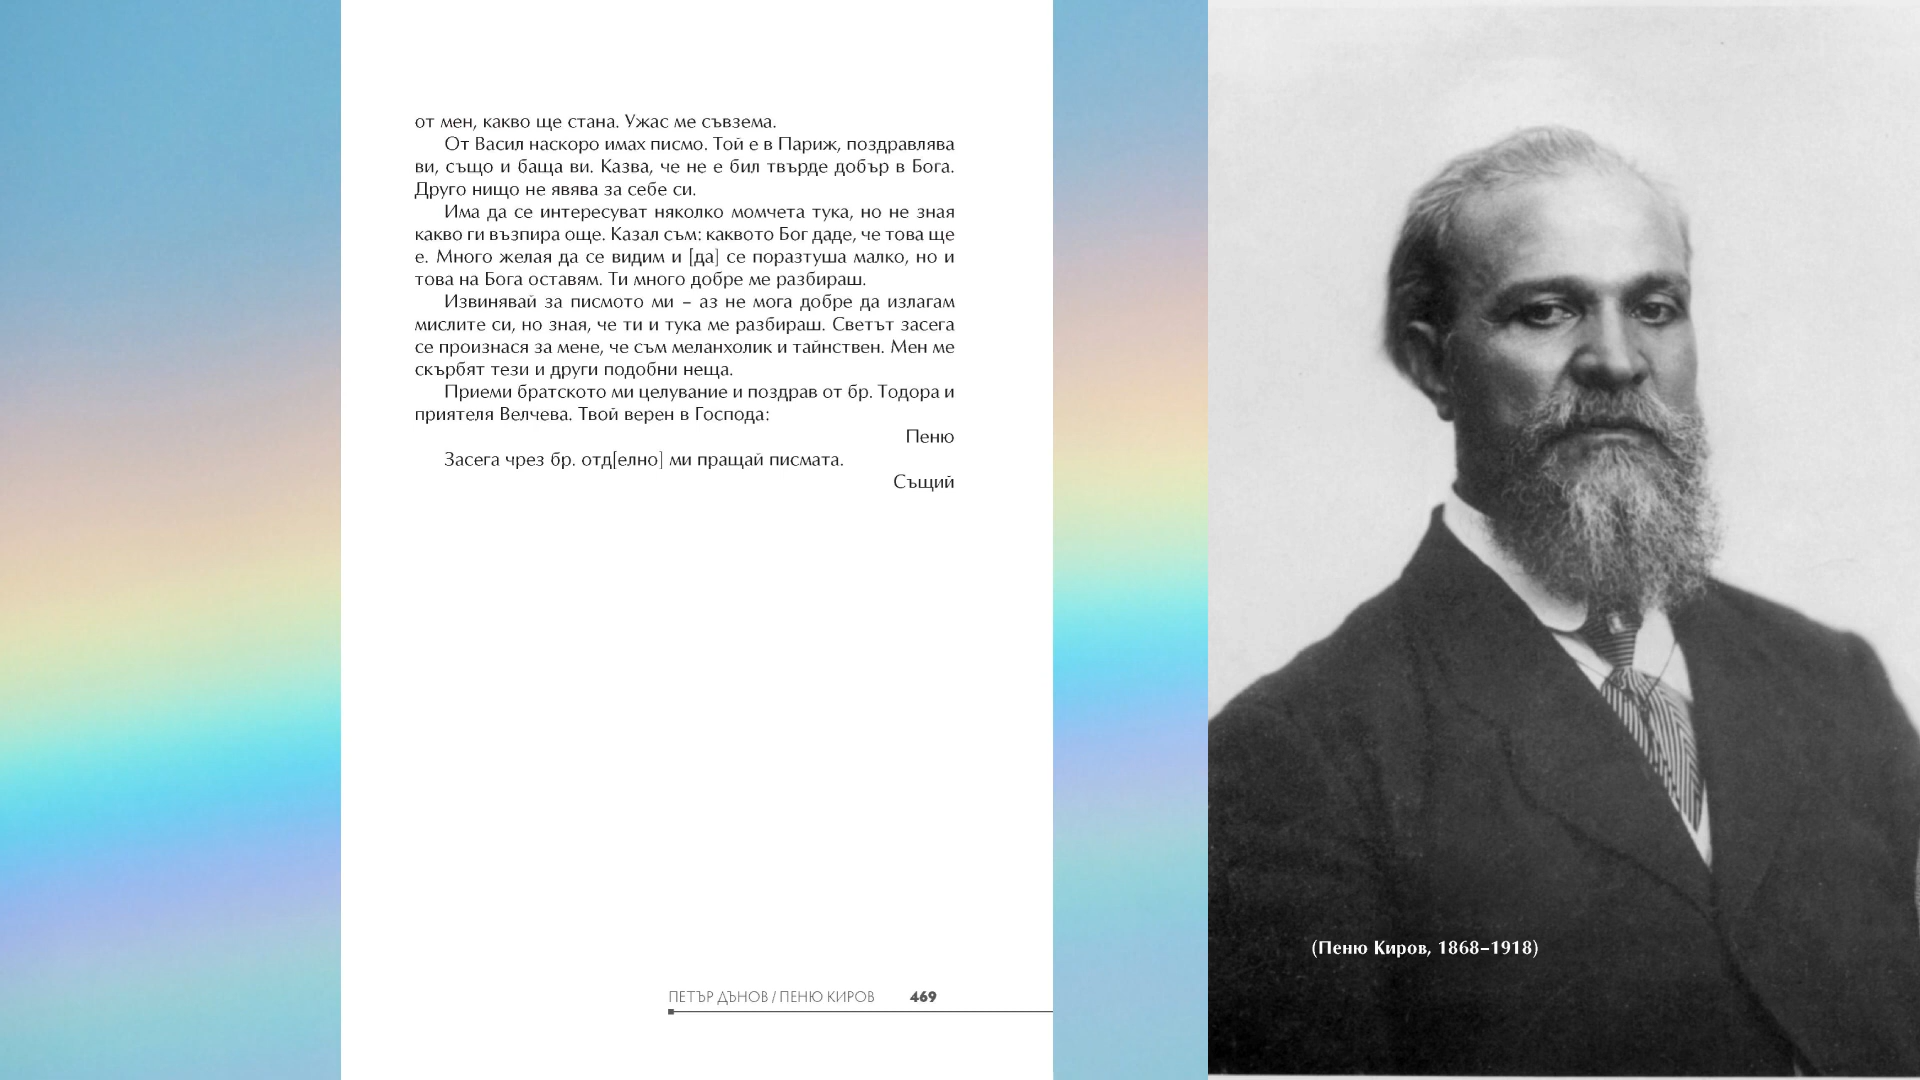 от мен, какво ще стана. Ужас ме съвзема.
От Васил наскоро имах писмо. Той е в Париж, поздравлява
ви, също и баща ви. Казва, че не е бил твърде добър в Бога.
Друго нищо не явява за себе си.
Има да се интересуват няколко момчета тука, но не зная
какво ги възпира още. Казал съм: каквото Бог даде, че това ще
е. Много желая да се видим и [да] се поразтуша малко, но и
това на Бога оставям. Ти много добре ме разбираш.
Извинявай за писмото ми – аз не мога добре да излагам
мислите си, но зная, че ти и тука ме разбираш. Светът засега
се произнася за мене, че съм меланхолик и тайнствен. Мен ме
скърбят тези и други подобни неща.
Приеми братското ми целувание и поздрав от бр. Тодора и
приятеля Велчева. Твой верен в Господа:
Пеню
Засега чрез бр. отд[елно] ми пращай писмата.
Същий
ПЕТЪР ДЪНОВ / ПЕНЮ КИРОВ 469
(Пеню Киров, 1868–1918)